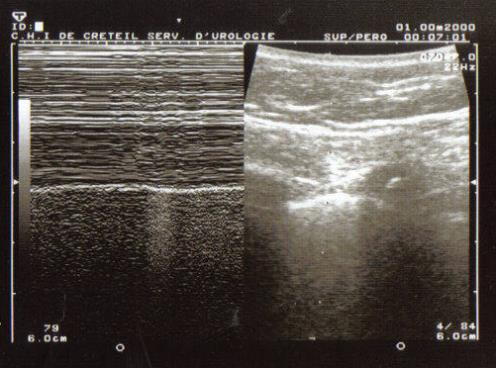 ID:
01.00m2000
C.H.I DE CRETEIL SERV. D'UROLOGIE
SUP/PERO 00:07:01
22Hz
79
6.0cm
4/ 84
6.0cm